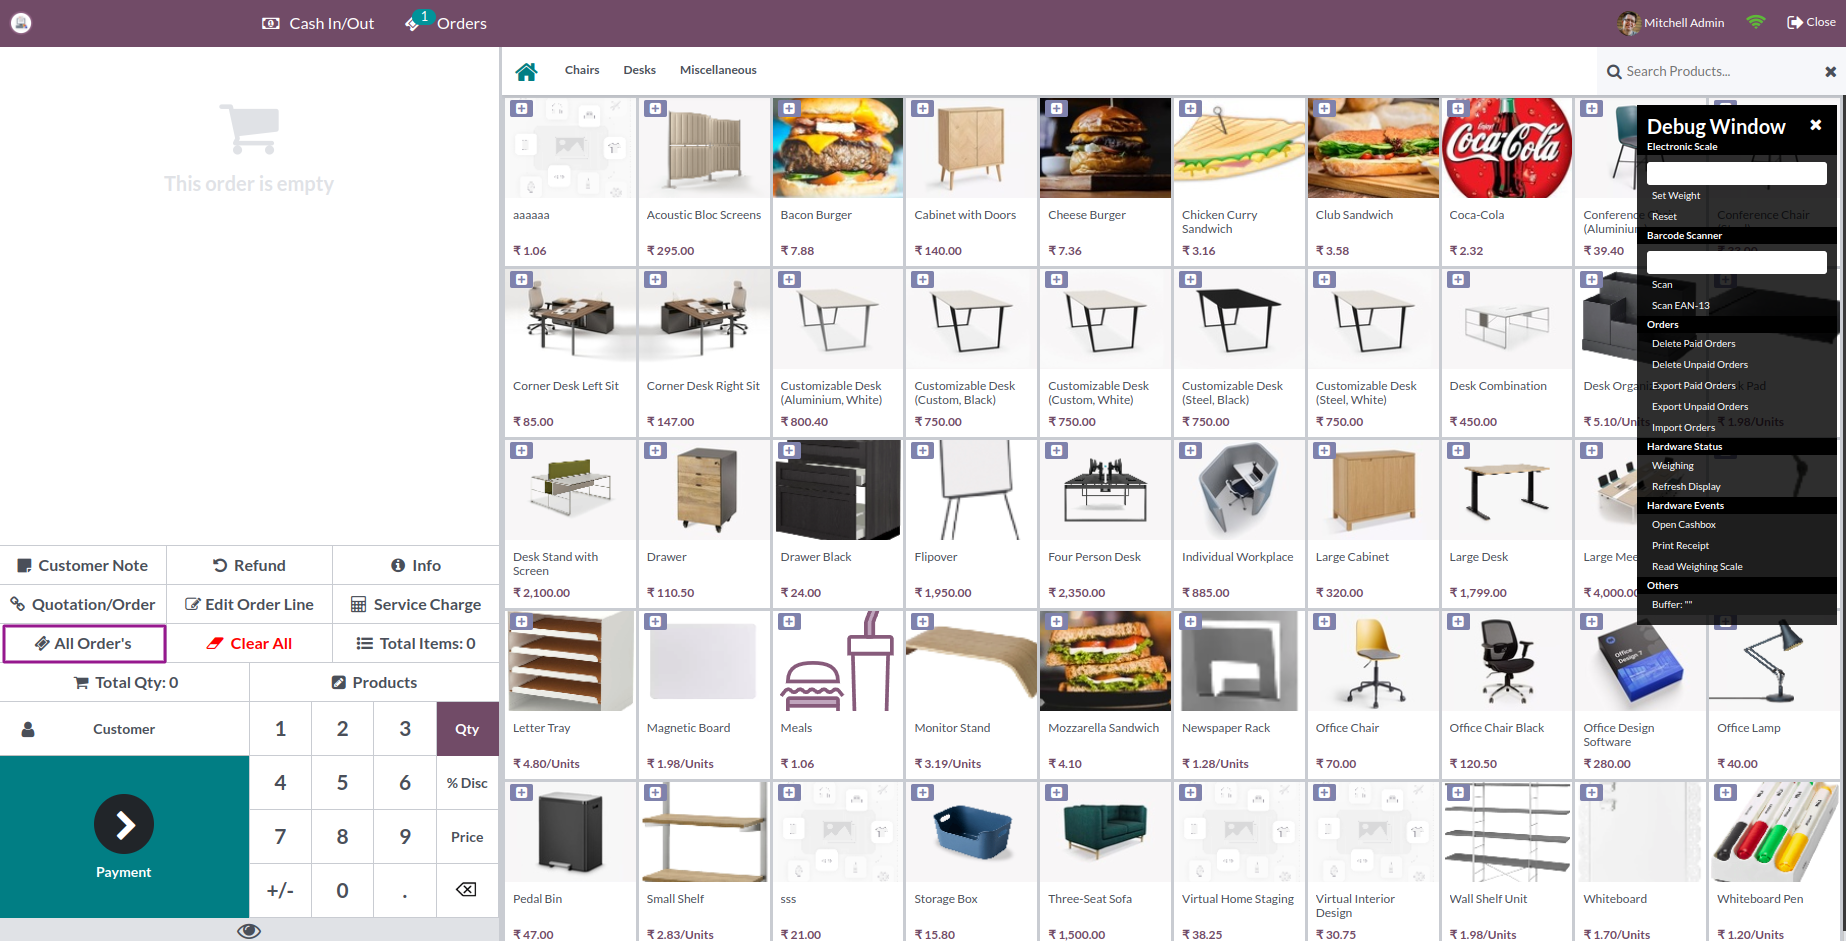 Cash In/Out
1
Orders
Mitchell Admin
Close
Chairs
Desks
Miscellaneous
Search Products...
This order is empty
Customer Note
Refund
Info
Quotation/Order
Edit Order Line
Service Charge
All Order's
Clear All
Total Items: 0
Total Qty: 0
Products
Customer
1
2
3
Qty
4
5
6
% Disc
Payment
7
8
9
Price
+/-
0
.
aaaaaa
₹ 1.06
Acoustic Bloc Screens
₹ 295.00
Bacon Burger
₹ 7.88
Cabinet with Doors
₹ 140.00
Cheese Burger
₹ 7.36
Chicken Curry
Sandwich
₹ 3.16
Club Sandwich
₹ 3.58
Enjoy
Coca-Cola
Coca-Cola
₹ 2.32
Conference Chair
(Aluminium
₹ 39.40
Conference Chair
₹ 33.00
Corner Desk Left Sit
₹ 85.00
Corner Desk Right Sit
₹ 147.00
Customizable Desk
(Aluminium, White)
₹ 800.40
Customizable Desk
(Custom, Black)
₹ 750.00
Customizable Desk
(Custom, White)
₹ 750.00
Customizable Desk
(Steel, Black)
₹ 750.00
Customizable Desk
(Steel, White)
₹ 750.00
Desk Combination
₹ 450.00
Desk Organi
₹ 5.10/Units
Desk Pad
₹ 1.98/Units
Desk Stand with
Screen
₹ 2,100.00
Drawer
₹ 110.50
Drawer Black
₹ 24.00
Flipover
₹ 1,950.00
Four Person Desk
₹ 2,350.00
Individual Workplace
₹ 885.00
Large Cabinet
₹ 320.00
Large Desk
₹ 1,799.00
Large Mee
₹ 4,000.00
Letter Tray
₹ 4.80/Units
Magnetic Board
₹ 1.98/Units
Meals
₹ 1.06
Monitor Stand
₹ 3.19/Units
Mozzarella Sandwich
₹ 4.10
Newspaper Rack
₹ 1.28/Units
Office Chair
₹ 70.00
Office Chair Black
₹ 120.50
Office
Design 7
Office Design
Software
₹ 280.00
Office Lamp
₹ 40.00
Pedal Bin
₹ 47.00
Small Shelf
₹ 2.83/Units
sss
₹ 21.00
Storage Box
₹ 15.80
Three-Seat Sofa
₹ 1,500.00
Virtual Home Staging
₹ 38.25
Virtual Interior
Design
₹ 30.75
Wall Shelf Unit
₹ 1.98/Units
Whiteboard
₹ 1.70/Units
Whiteboard Pen
₹ 1.20/Units
Debug Window
Electronic Scale
Set Weight
Reset
Barcode Scanner
Scan
Scan EAN-13
Orders
Delete Paid Orders
Delete Unpaid Orders
Export Paid Orders
Export Unpaid Orders
Import Orders
Hardware Status
Weighing
Refresh Display
Hardware Events
Open Cashbox
Print Receipt
Read Weighing Scale
Others
Buffer: ""